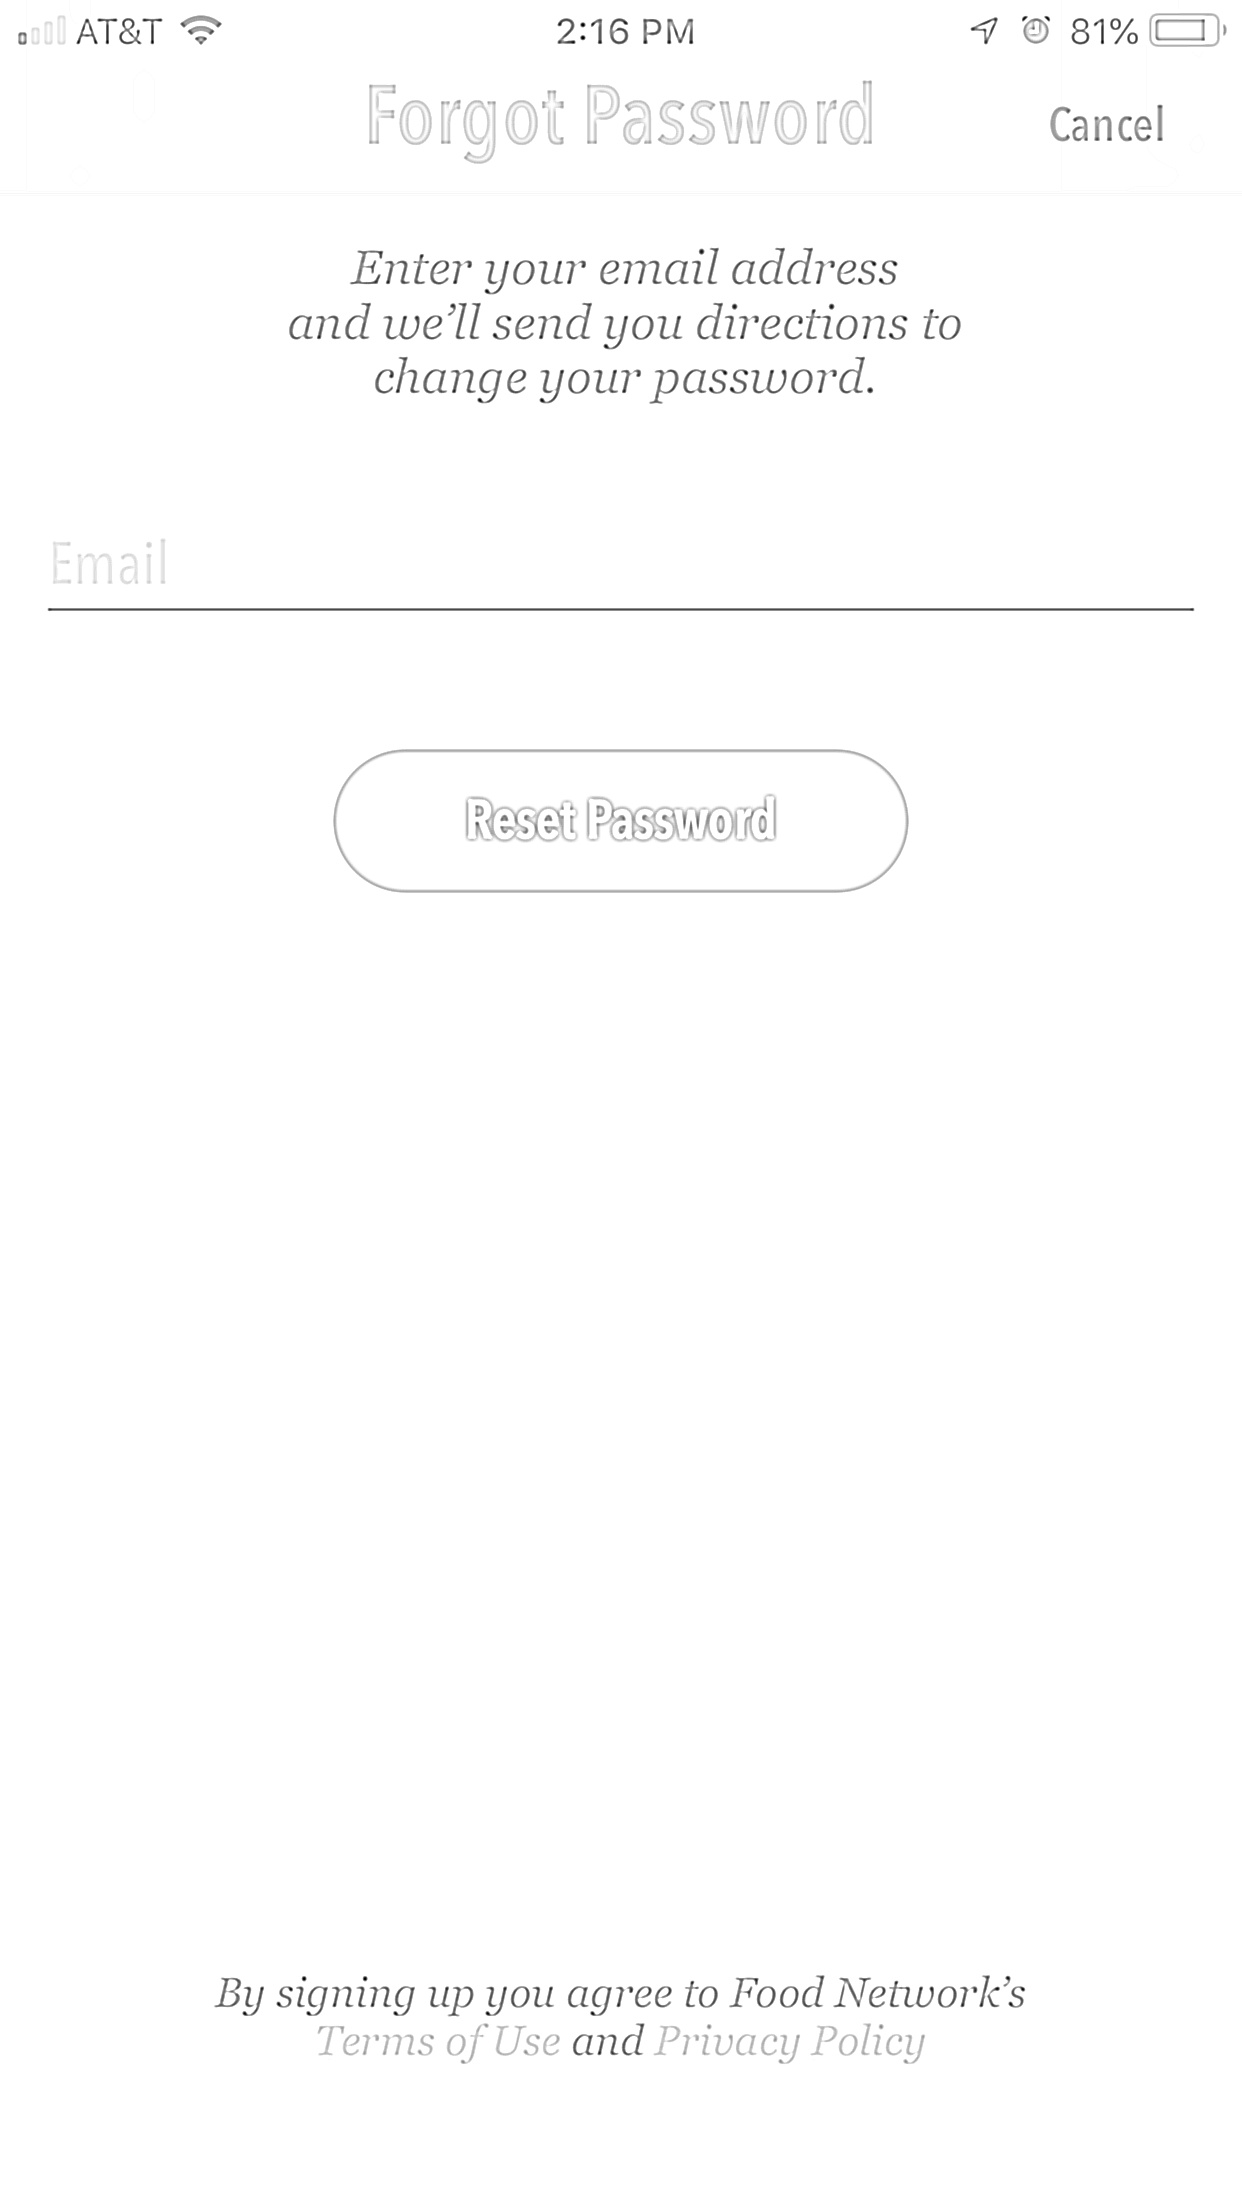 AT&T 2:16 PM 81%
Forgot Password Cancel
Enter your email address
and we’ll send you directions to
change your password.
Email
Reset Password
By signing up you agree to Food Network’s
Terms of Use and Privacy Policy